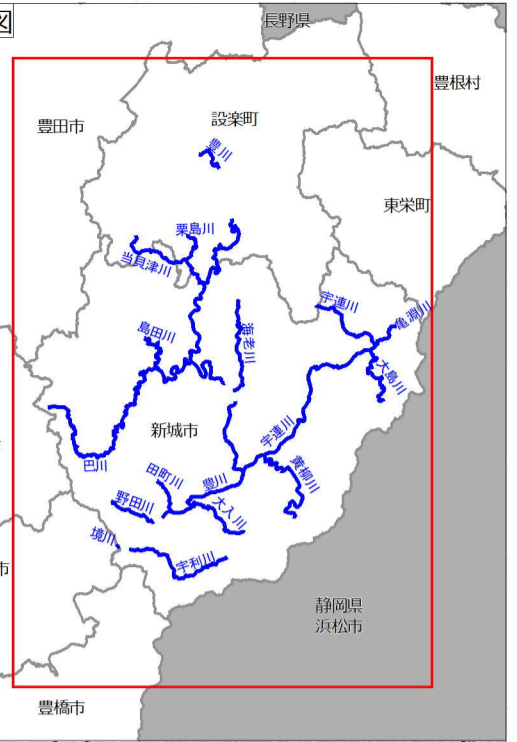 図
長野県
豊根村
豊田市
設楽町
豊川
東栄町
栗島川
当貝津川
宇連川
亀淵川
島田川
海老川
大島川
新城市
宇連川
巴川
田町川
豊川
黄柳川
野田川
大入川
境川
宇利川
市
静岡県
浜松市
豊橋市